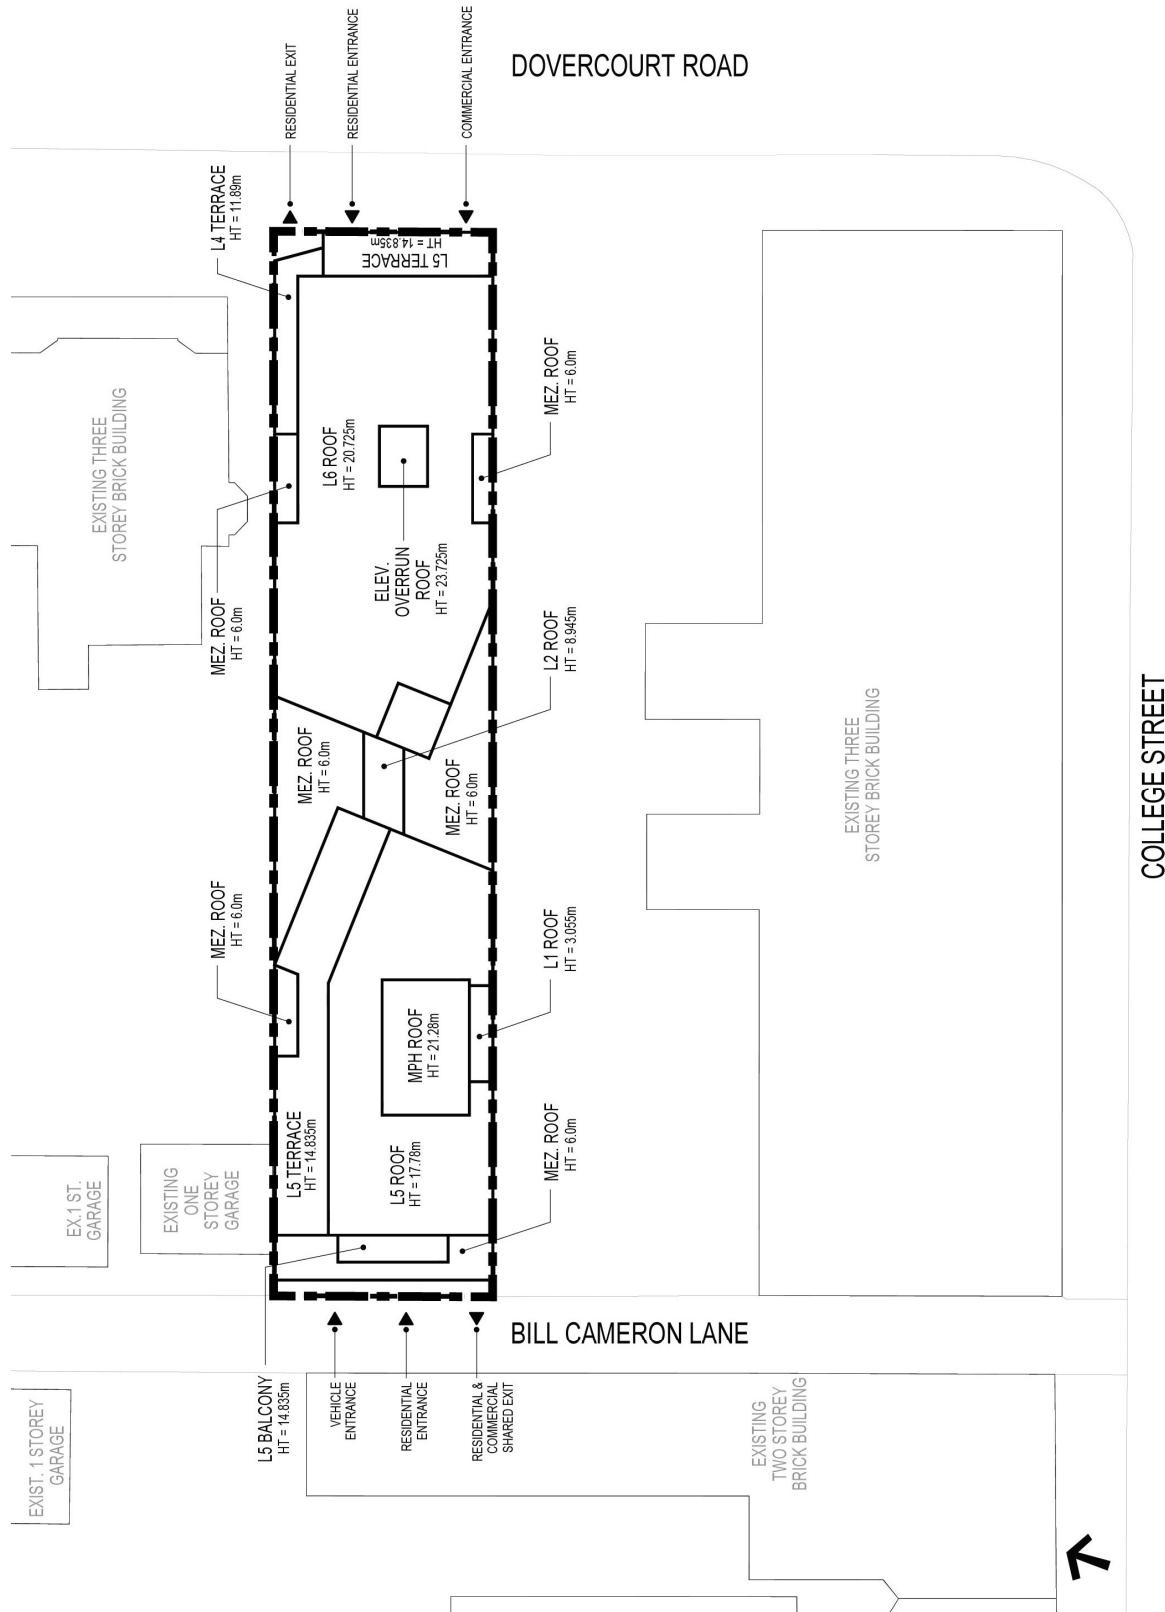 DOVERCOURT ROAD
RESIDENTIAL EXIT
RESIDENTIAL ENTRANCE
COMMERCIAL ENTRANCE
L4 TERRACE
HT = 11.89m
L5 TERRACE
HT = 14.835m
EXISTING THREE
STOREY BRICK BUILDING
MEZ. ROOF
HT = 6.0m
L6 ROOF
HT = 20.725m
MEZ. ROOF
HT = 6.0m
ELEV.
OVERRUN
ROOF
HT = 23.725m
L2 ROOF
HT = 8.945m
MEZ. ROOF
HT = 6.0m
MEZ. ROOF
HT = 6.0m
EXISTING THREE
STOREY BRICK BUILDING
COLLEGE STREET
MEZ. ROOF
HT = 6.0m
L1 ROOF
HT = 3.055m
MPH ROOF
HT = 21.28m
L5 TERRACE
HT = 14.835m
L5 ROOF
HT = 17.78m
MEZ. ROOF
HT = 6.0m
EX.1 ST.
GARAGE
EXISTING
ONE
STOREY
GARAGE
BILL CAMERON LANE
L5 BALCONY
HT = 14.835m
VEHICLE
ENTRANCE
RESIDENTIAL
ENTRANCE
RESIDENTIAL &
COMMERCIAL
SHARED EXIT
EXIST. 1 STOREY
GARAGE
EXISTING
TWO STOREY
BRICK BUILDING